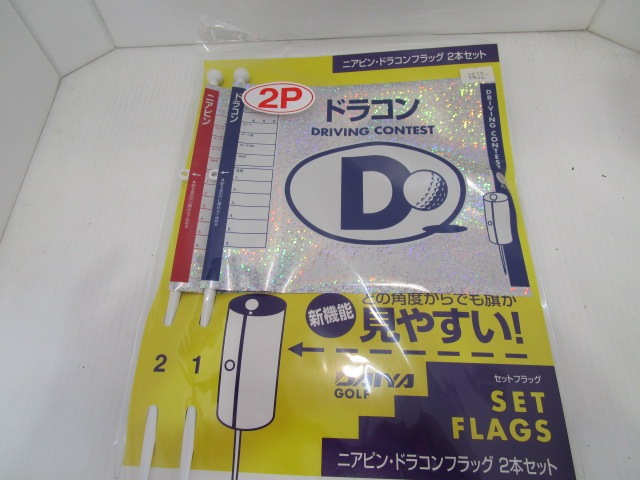 ニアピン・ドラコンフラッグ 2本セット
2P
ニアピン
ドラコン
ドラコン
DRIVING CONTEST
D
DRIVING CONTEST
新機能
どの角度からでも旗が
見やすい!
2
1
DAIYA
GOLF
セットフラッグ
SET
FLAGS
ニアピン・ドラコンフラッグ 2本セット